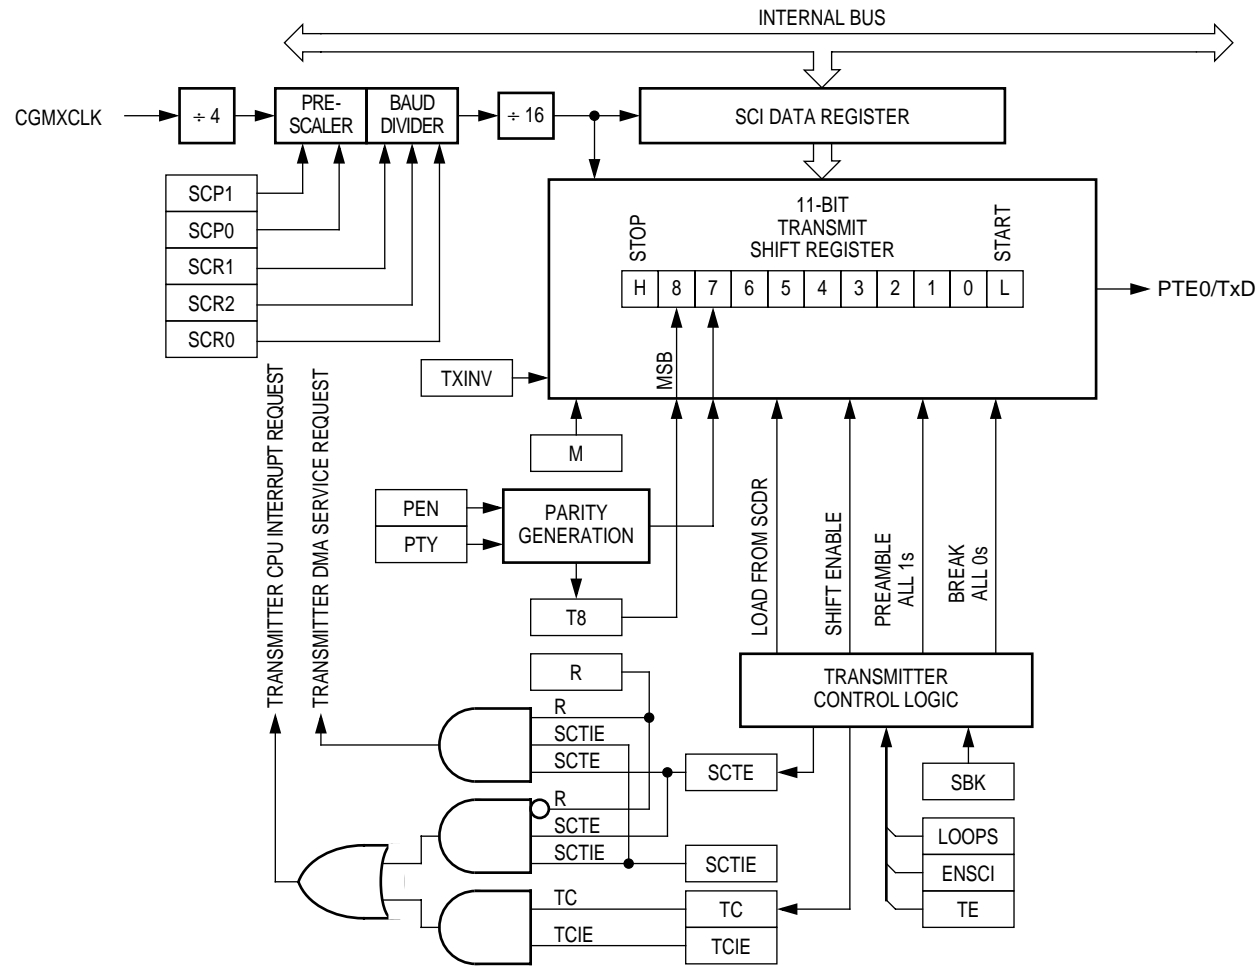 INTERNAL BUS
CGMXCLK
÷ 4
PRE-
SCALER
BAUD
DIVIDER
÷ 16
SCI DATA REGISTER
SCP1
SCP0
SCR1
SCR2
SCR0
11-BIT
TRANSMIT
SHIFT REGISTER
STOP
START
H 8 7 6 5 4 3 2 1 0 L
PTE0/TxD
MSB
TXINV
M
PEN
PTY
PARITY
GENERATION
T8
TRANSMITTER CPU INTERRUPT REQUEST
TRANSMITTER DMA SERVICE REQUEST
LOAD FROM SCDR
SHIFT ENABLE
PREAMBLE
ALL 1s
BREAK
ALL 0s
TRANSMITTER
CONTROL LOGIC
R
R
SCTIE
SCTE
SCTE
SBK
R
SCTE
SCTIE
SCTIE
LOOPS
ENSCI
TE
TC
TC
TCIE
TCIE